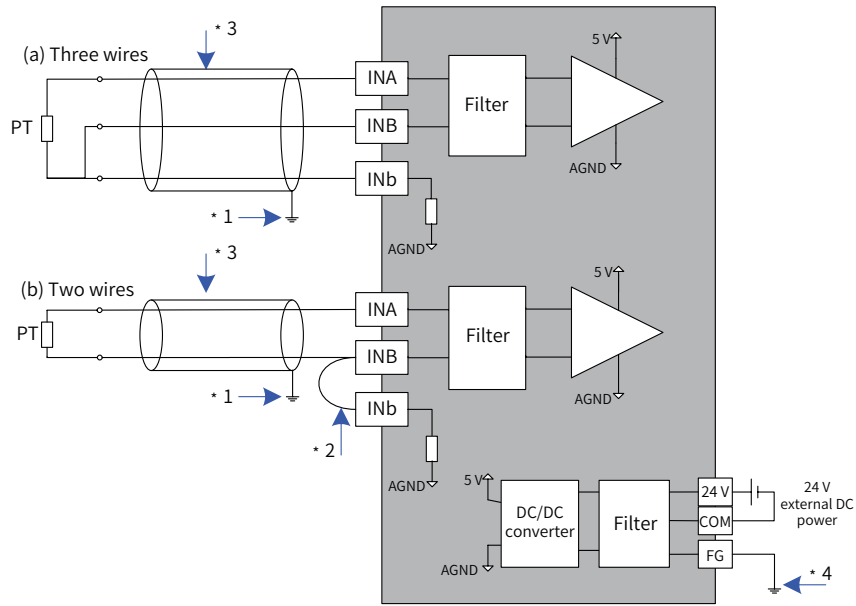 * 3
(a) Three wires
PT
INA
INB
INb
Filter
5 V
AGND
AGND
* 1
* 3
(b) Two wires
PT
INA
INB
INb
Filter
5 V
AGND
AGND
* 1
* 2
5 V
DC/DC
converter
Filter
AGND
24 V
COM
FG
24 V
external DC
power
* 4